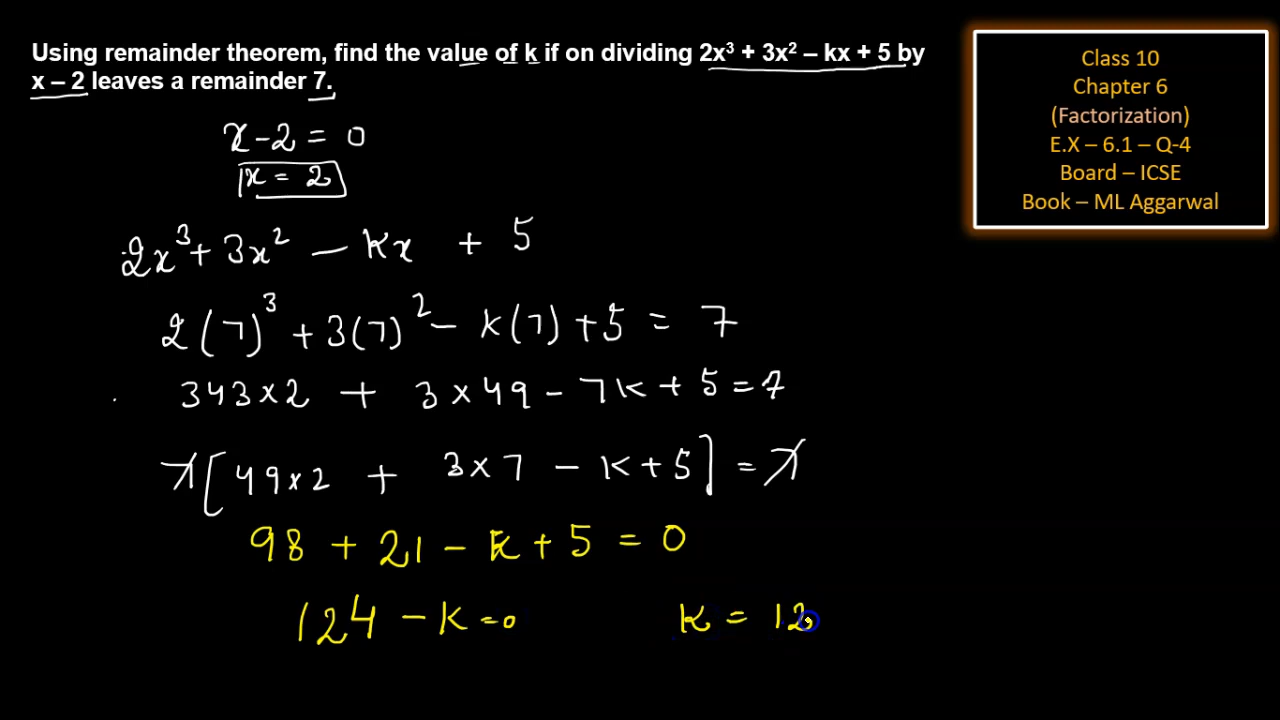 Using remainder theorem, find the value of k if on dividing 2x³ + 3x² – kx + 5 by
x – 2 leaves a remainder 7.
Class 10
Chapter 6
(Factorization)
E.X – 6.1 – Q-4
Board – ICSE
Book – ML Aggarwal
x - 2 = 0
x = 2
2x³ + 3x² - kx + 5
2(7)³ + 3(7)² - k(7) + 5 = 7
343 × 2 + 3 × 49 - 7k + 5 = 7
7[49 × 2 + 3 × 7 - k + 5] = 7
98 + 21 - k + 5 = 0
124 - k = 0
k = 12